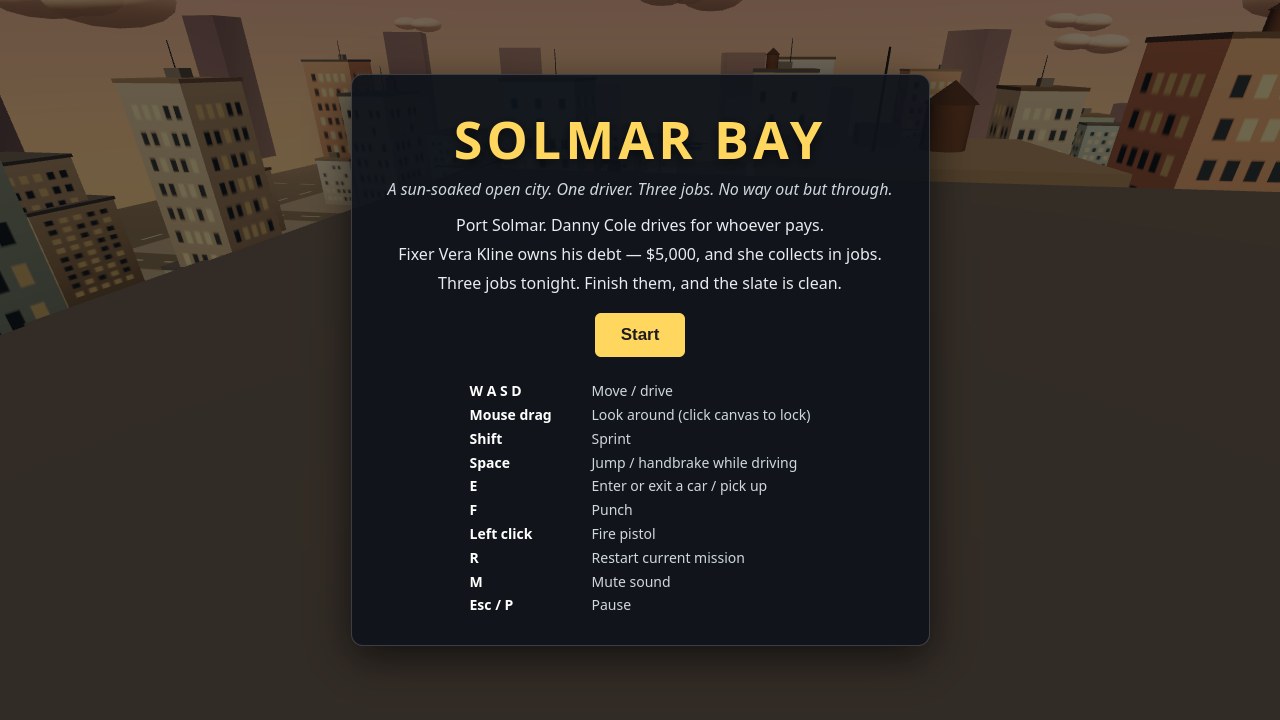 SOLMAR BAY
A sun-soaked open city. One driver. Three jobs. No way out but through.
Port Solmar. Danny Cole drives for whoever pays.
Fixer Vera Kline owns his debt — $5,000, and she collects in jobs.
Three jobs tonight. Finish them, and the slate is clean.
Start
W A S D Move / drive
Mouse drag Look around (click canvas to lock)
Shift Sprint
Space Jump / handbrake while driving
E Enter or exit a car / pick up
F Punch
Left click Fire pistol
R Restart current mission
M Mute sound
Esc / P Pause